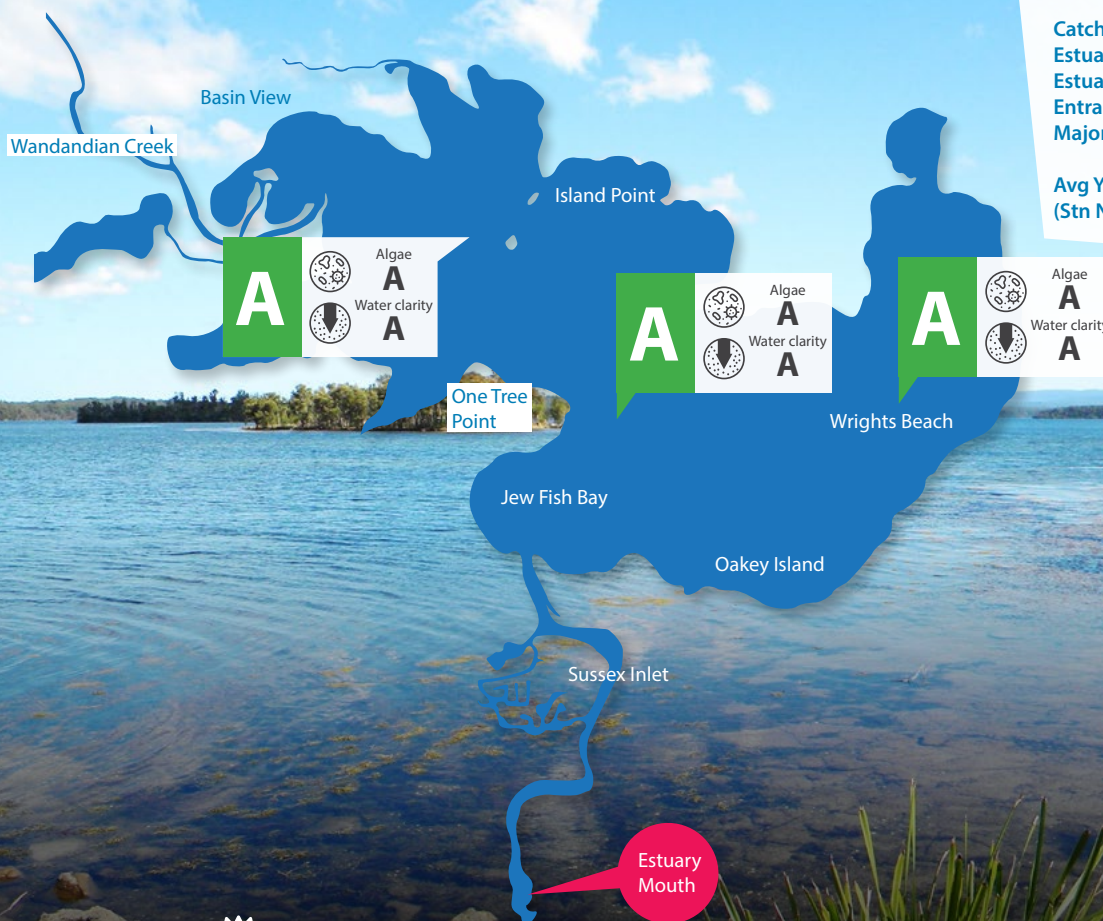 Catch
Estua
Estua
Entra
Major
Avg Y
(Stn N
Basin View
Wandandian Creek
Island Point
A
Algae
A
Water clarity
A
A
Algae
A
Water clarity
A
A
Algae
A
Water clarity
A
One Tree
Point
Wrights Beach
Jew Fish Bay
Oakey Island
Sussex Inlet
Estuary
Mouth